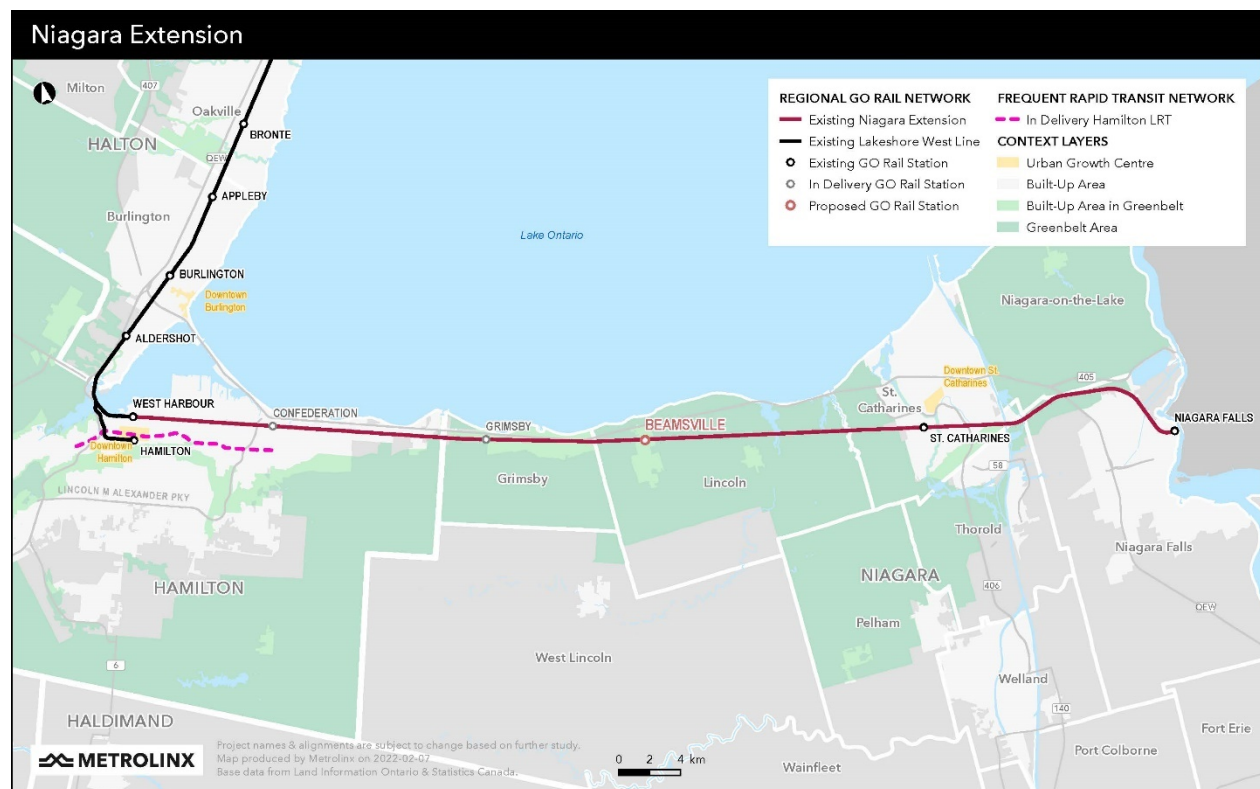 Niagara Extension
Milton
407
Oakville
BRONTE
HALTON
QEW
APPLEBY
Burlington
BURLINGTON
Downtown
Burlington
ALDERSHOT
Lake Ontario
REGIONAL GO RAIL NETWORK
Existing Niagara Extension
Existing Lakeshore West Line
Existing GO Rail Station
In Delivery GO Rail Station
Proposed GO Rail Station
FREQUENT RAPID TRANSIT NETWORK
In Delivery Hamilton LRT
CONTEXT LAYERS
Urban Growth Centre
Built-Up Area
Built-Up Area in Greenbelt
Greenbelt Area
Niagara-on-the-Lake
Downtown St.
Catharines
405
St.
Catharines
WEST HARBOUR
CONFEDERATION
GRIMSBY
BEAMSVILLE
ST. CATHARINES
NIAGARA FALLS
Downtown
Hamilton
HAMILTON
LINCOLN M ALEXANDER PKY
Grimsby
Lincoln
58
Thorold
Niagara Falls
HAMILTON
NIAGARA
406
QEW
Pelham
6
West Lincoln
Welland
140
HALDIMAND
Fort Erie
Port Colborne
Wainfleet
METROLINX
Project names & alignments are subject to change based on further study.
Map produced by Metrolinx on 2022-02-07
Base data from Land Information Ontario & Statistics Canada.
0 2 4 km